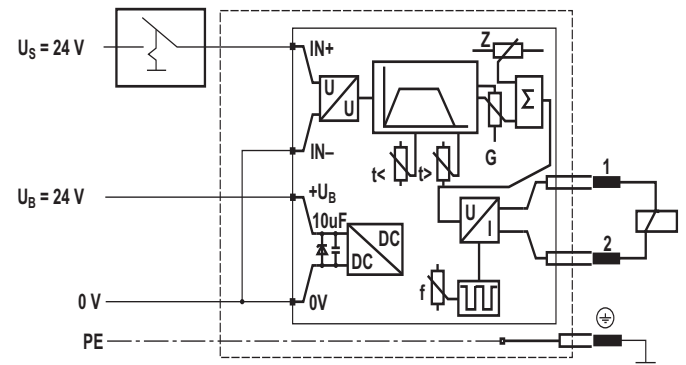 U_S = 24 V
IN+
U
U
Z
Σ
G
t<
t>
IN–
U_B = 24 V
+U_B
10uF
DC
DC
U
I
1
2
0 V
0V
f
PE